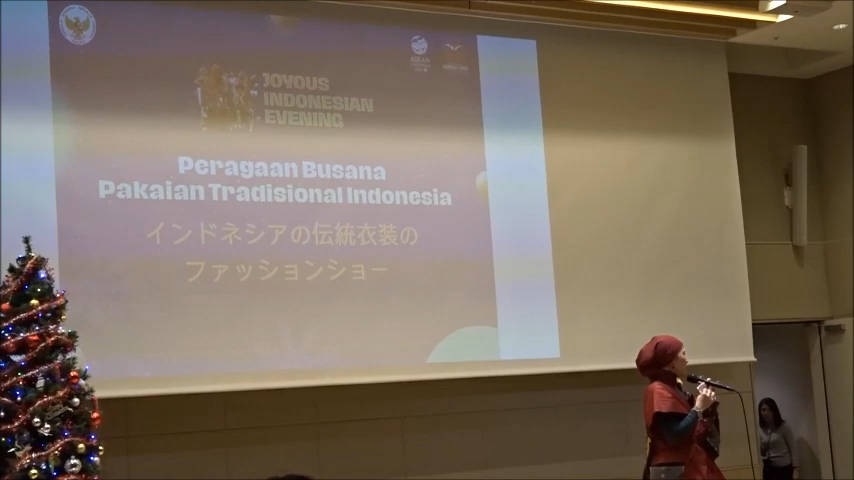 JOYOUS
INDONESIAN
EVENING
Peragaan Busana
Pakaian Tradisional Indonesia
インドネシアの伝統衣装の
ファッションショー
ASEAN